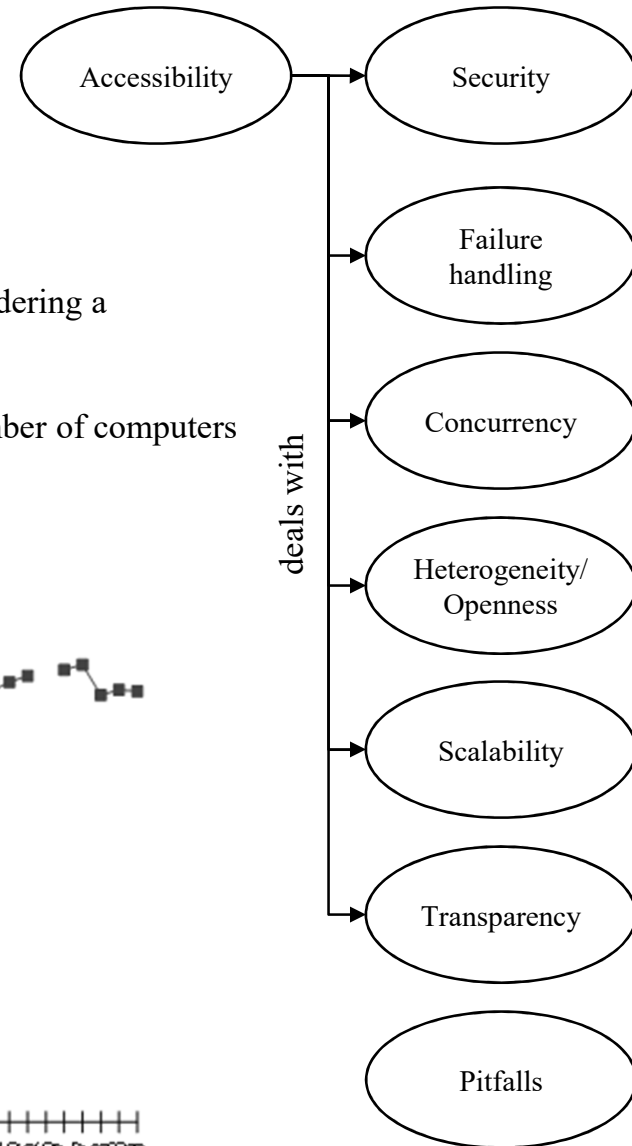 Accessibility
Security
Failure
handling
dering a
Concurrency
ber of computers
deals with
Heterogeneity/
Openness
Scalability
Transparency
Pitfalls